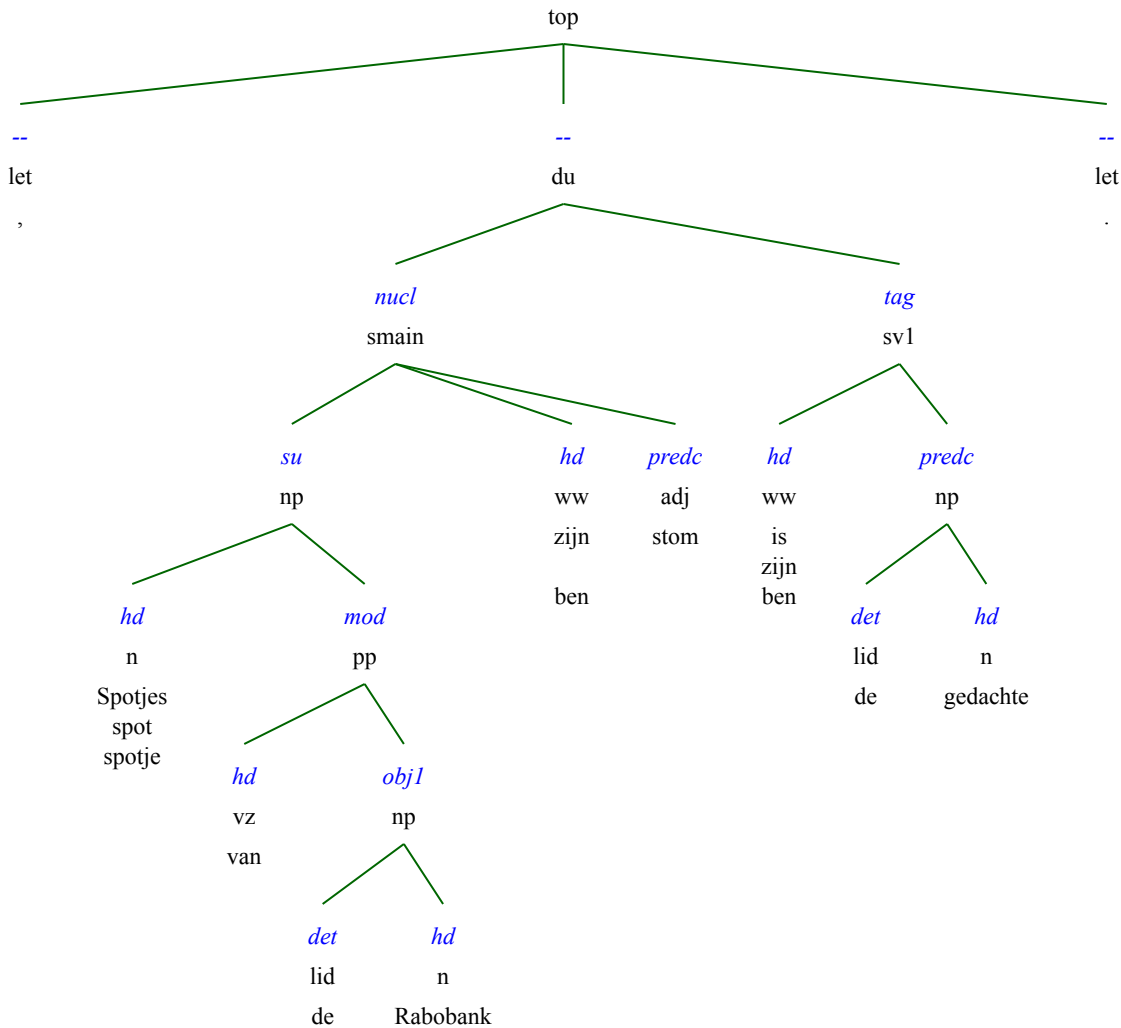 top
-- -- --
let du let
, .
nucl tag
smain sv1
su hd predc hd predc
np ww adj ww np
zijn stom is
zijn
ben ben
hd mod det hd
n pp lid n
Spotjes de gedachte
spot
spotje
hd obj1
vz np
van
det hd
lid n
de Rabobank